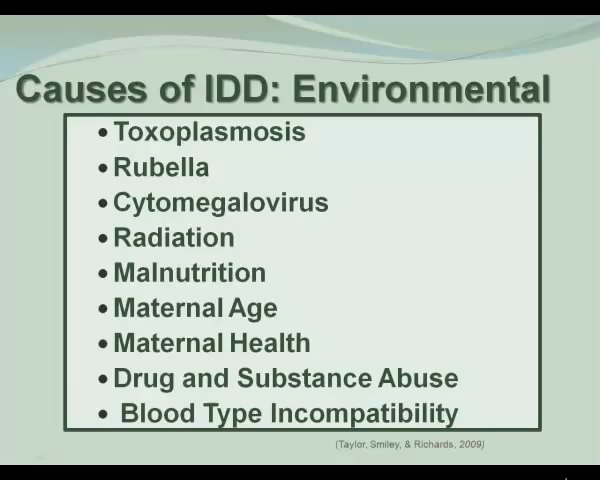 Causes of IDD: Environmental
• Toxoplasmosis
• Rubella
• Cytomegalovirus
• Radiation
• Malnutrition
• Maternal Age
• Maternal Health
• Drug and Substance Abuse
• Blood Type Incompatibility
(Taylor, Smiley, & Richards, 2009)